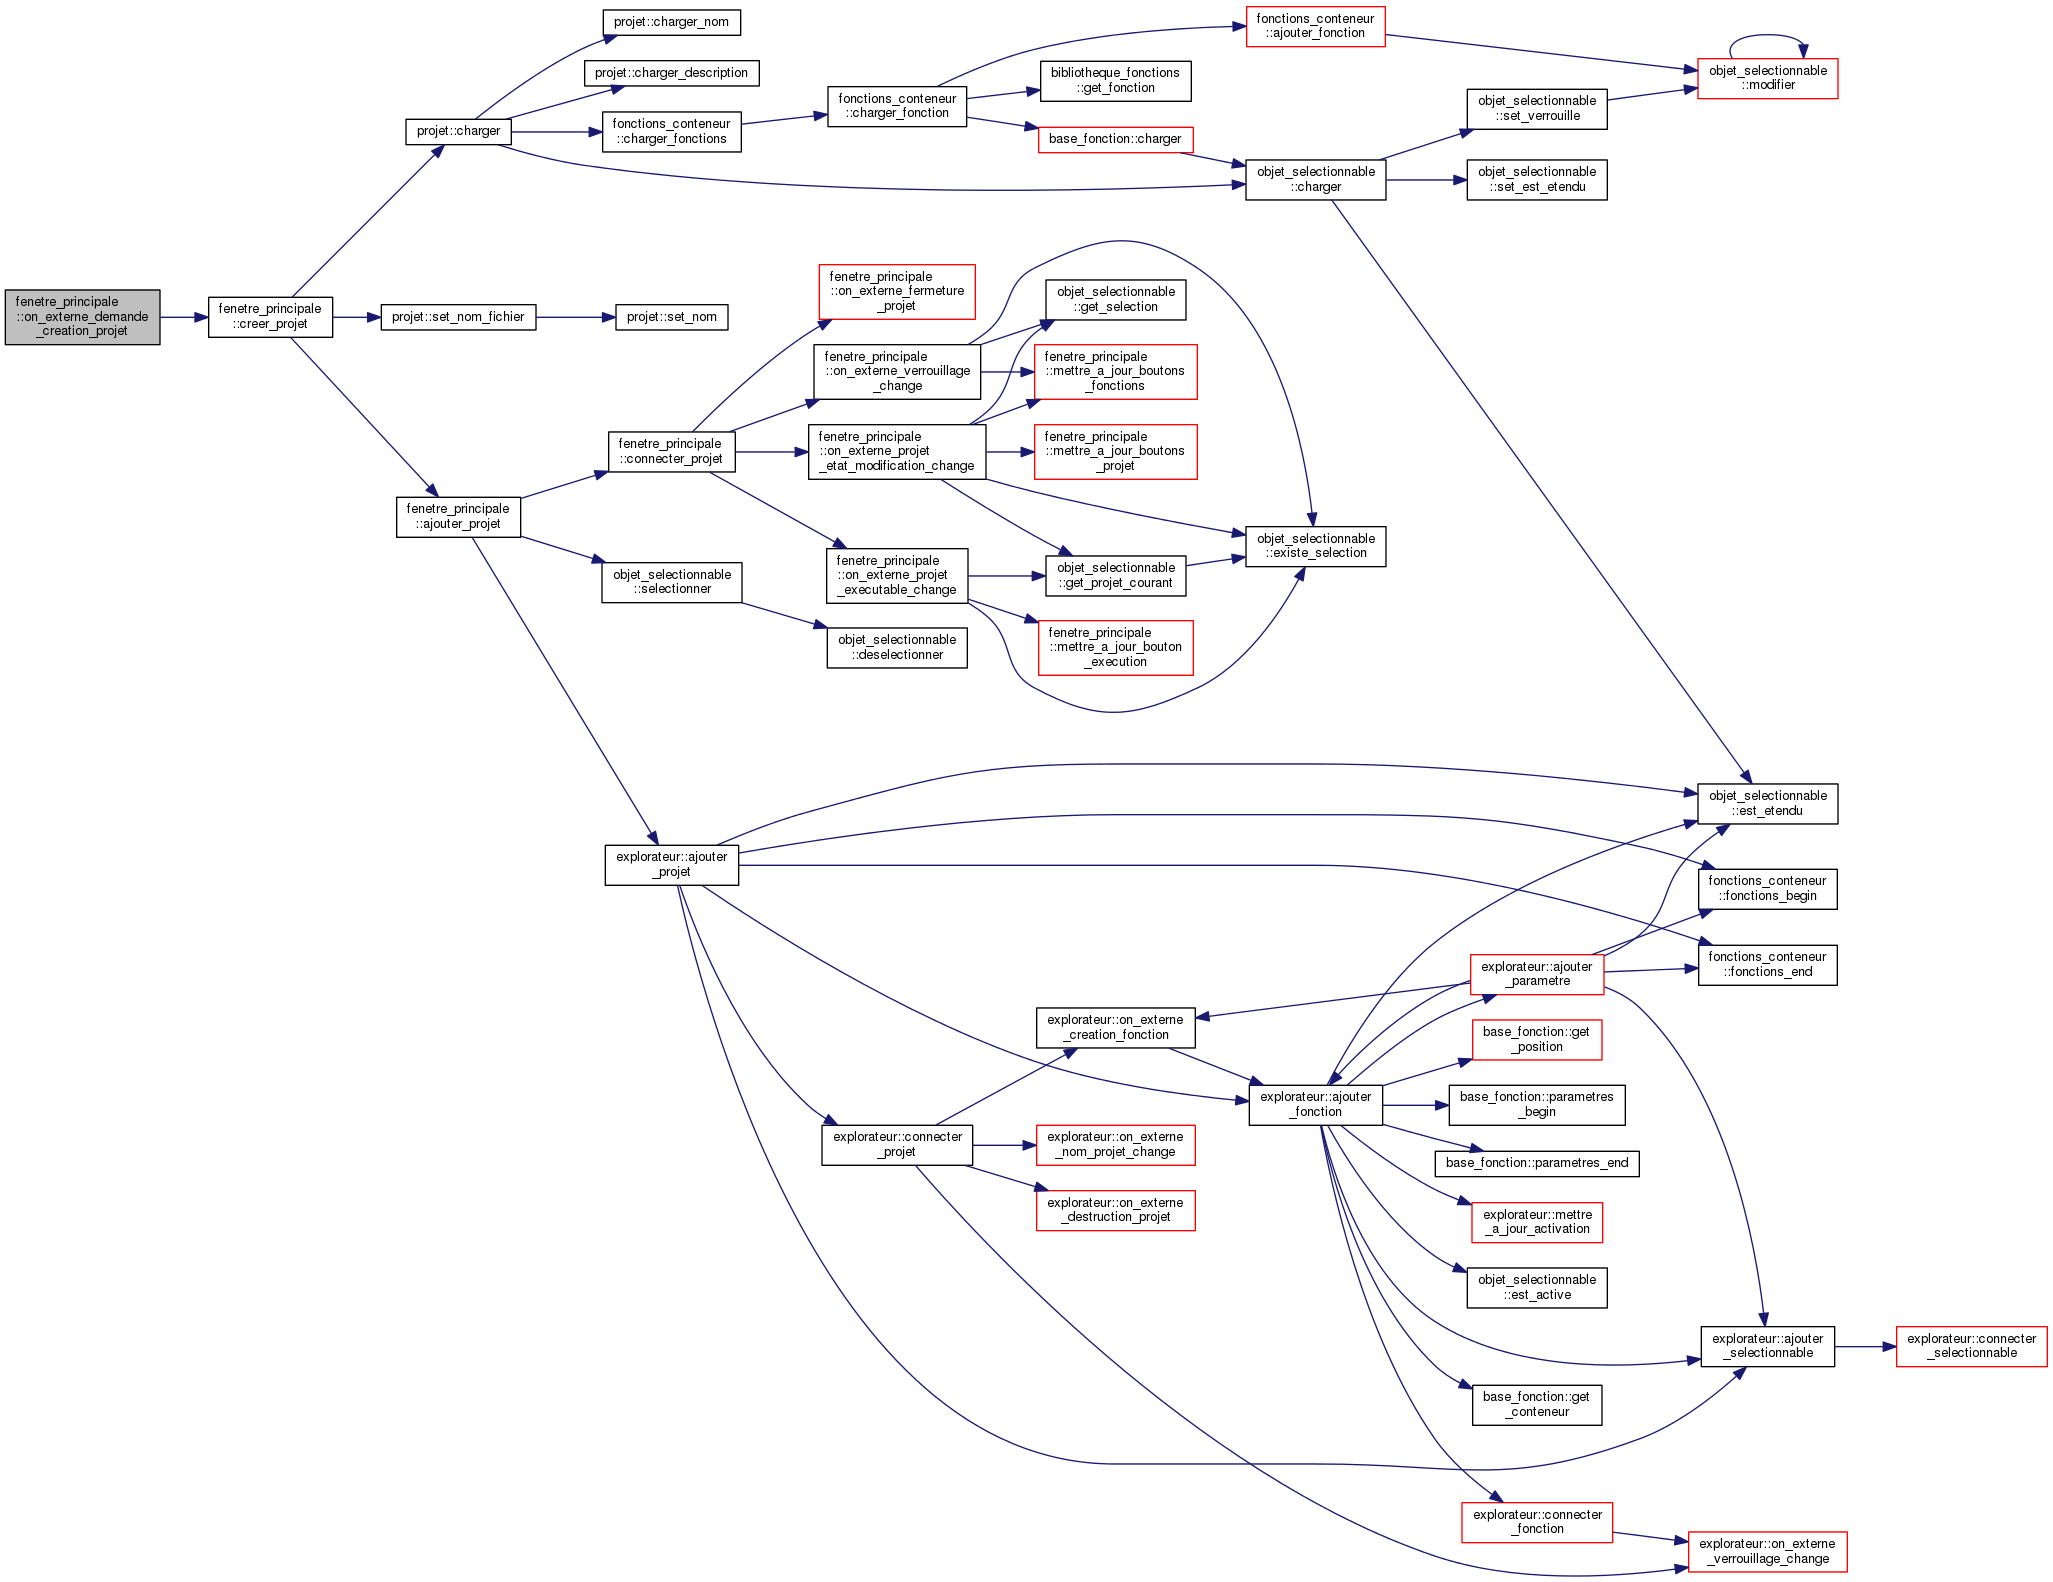 projet::charger_nom
fonctions_conteneur
::ajouter_fonction
projet::charger_description
bibliotheque_fonctions
::get_fonction
objet_selectionnable
::modifier
fonctions_conteneur
::charger_fonction
objet_selectionnable
::set_verrouille
projet::charger
fonctions_conteneur
::charger_fonctions
base_fonction::charger
objet_selectionnable
::charger
objet_selectionnable
::set_est_etendu
fenetre_principale
::on_externe_demande
_creation_projet
fenetre_principale
::creer_projet
projet::set_nom_fichier
projet::set_nom
fenetre_principale
::on_externe_fermeture
_projet
objet_selectionnable
::get_selection
fenetre_principale
::on_externe_verrouillage
_change
fenetre_principale
::mettre_a_jour_boutons
_fonctions
fenetre_principale
::connecter_projet
fenetre_principale
::on_externe_projet
_etat_modification_change
fenetre_principale
::mettre_a_jour_boutons
_projet
fenetre_principale
::ajouter_projet
objet_selectionnable
::existe_selection
objet_selectionnable
::selectionner
fenetre_principale
::on_externe_projet
_executable_change
objet_selectionnable
::get_projet_courant
objet_selectionnable
::deselectionner
fenetre_principale
::mettre_a_jour_bouton
_execution
objet_selectionnable
::est_etendu
explorateur::ajouter
_projet
fonctions_conteneur
::fonctions_begin
explorateur::ajouter
_parametre
fonctions_conteneur
::fonctions_end
explorateur::on_externe
_creation_fonction
base_fonction::get
_position
explorateur::ajouter
_fonction
base_fonction::parametres
_begin
explorateur::connecter
_projet
explorateur::on_externe
_nom_projet_change
base_fonction::parametres_end
explorateur::on_externe
_destruction_projet
explorateur::mettre
_a_jour_activation
objet_selectionnable
::est_active
explorateur::ajouter
_selectionnable
explorateur::connecter
_selectionnable
base_fonction::get
_conteneur
explorateur::connecter
_fonction
explorateur::on_externe
_verrouillage_change